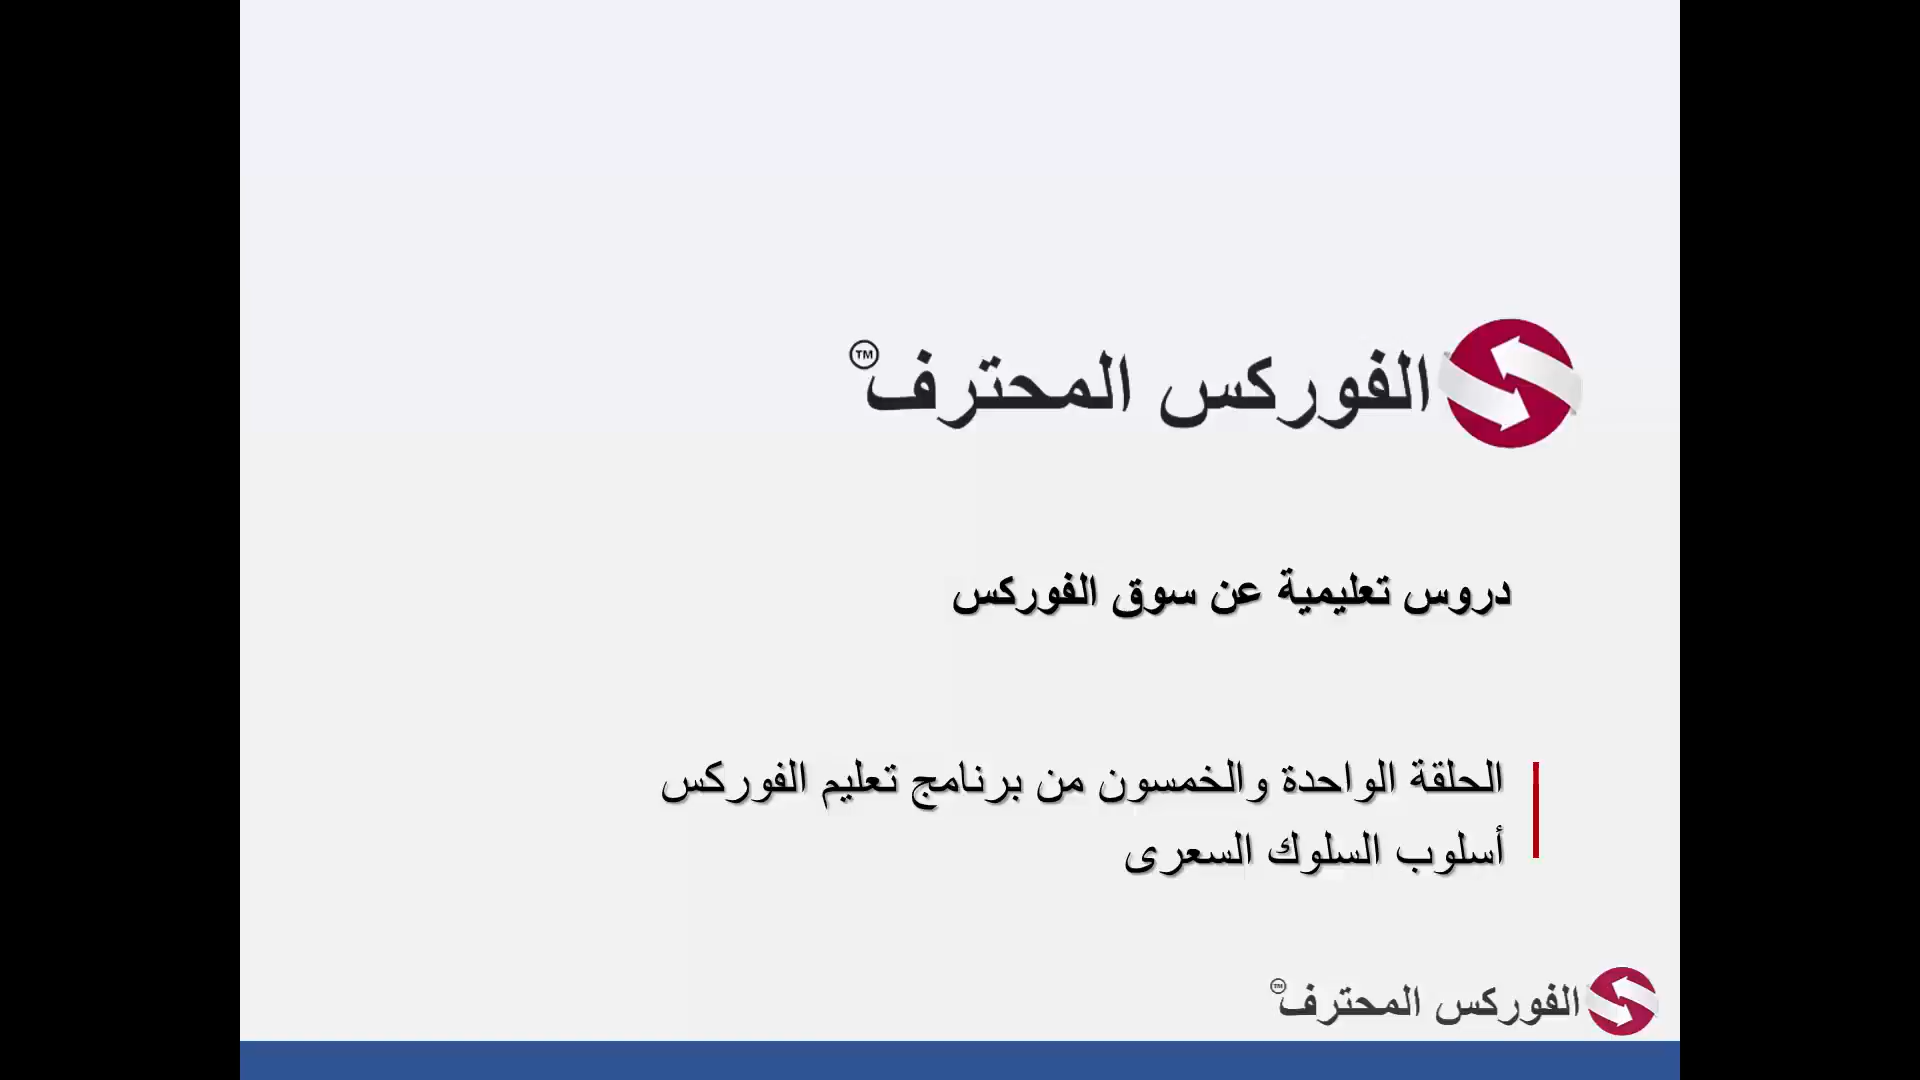 الفوركس المحترف™
دروس تعليمية عن سوق الفوركس
الحلقة الواحدة والخمسون من برنامج تعليم الفوركس
أسلوب السلوك السعرى
الفوركس المحترف™